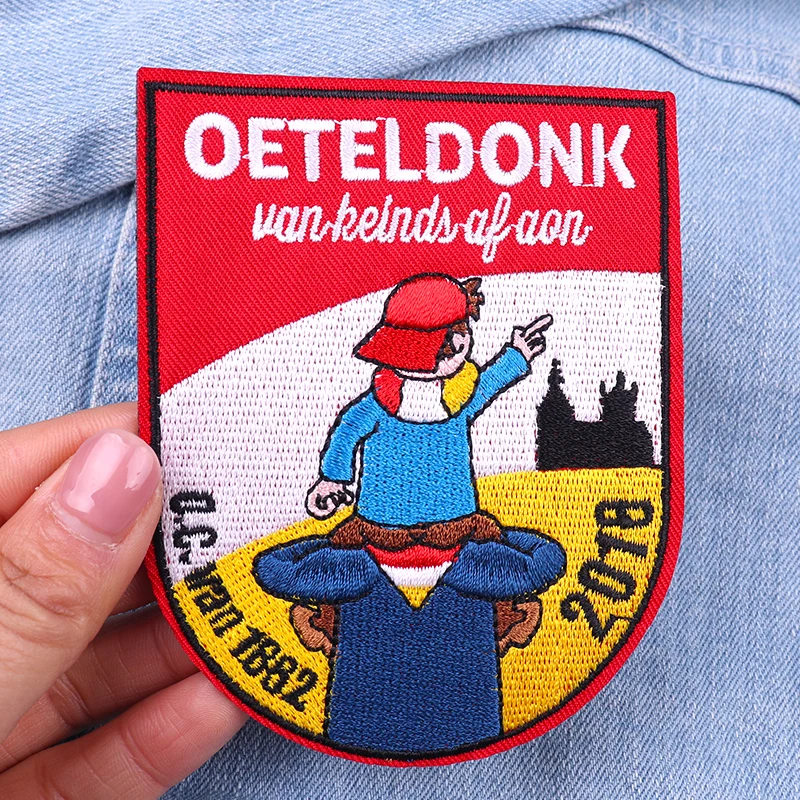 OETELDONK
van keinds af aon
O.C. van 1882
2018